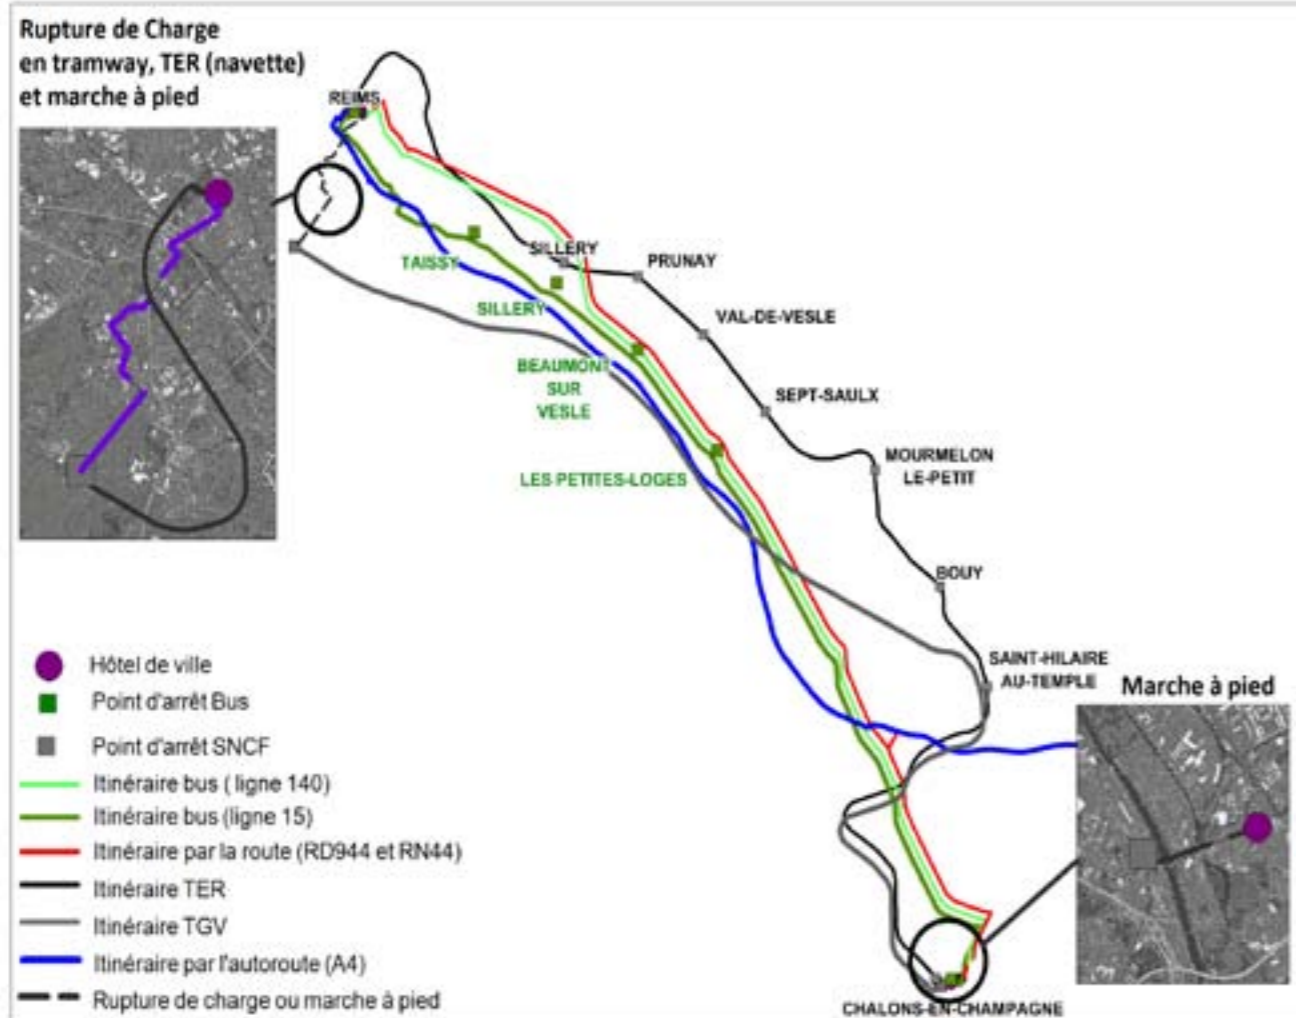 Rupture de Charge
en tramway, TER (navette)
et marche à pied
REIMS
SILLERY
PRUNAY
TAISSY
SILLERY
VAL-DE-VESLE
BEAUMONT
SUR
VESLE
SEPT-SAULX
MOURMELON
LE-PETIT
LES PETITES-LOGES
BOUY
SAINT-HILAIRE
AU-TEMPLE
Marche à pied
Hôtel de ville
Point d'arrêt Bus
Point d'arrêt SNCF
Itinéraire bus ( ligne 140)
Itinéraire bus (ligne 15)
Itinéraire par la route (RD944 et RN44)
Itinéraire TER
Itinéraire TGV
Itinéraire par l'autoroute (A4)
Rupture de charge ou marche à pied
CHALONS-EN-CHAMPAGNE